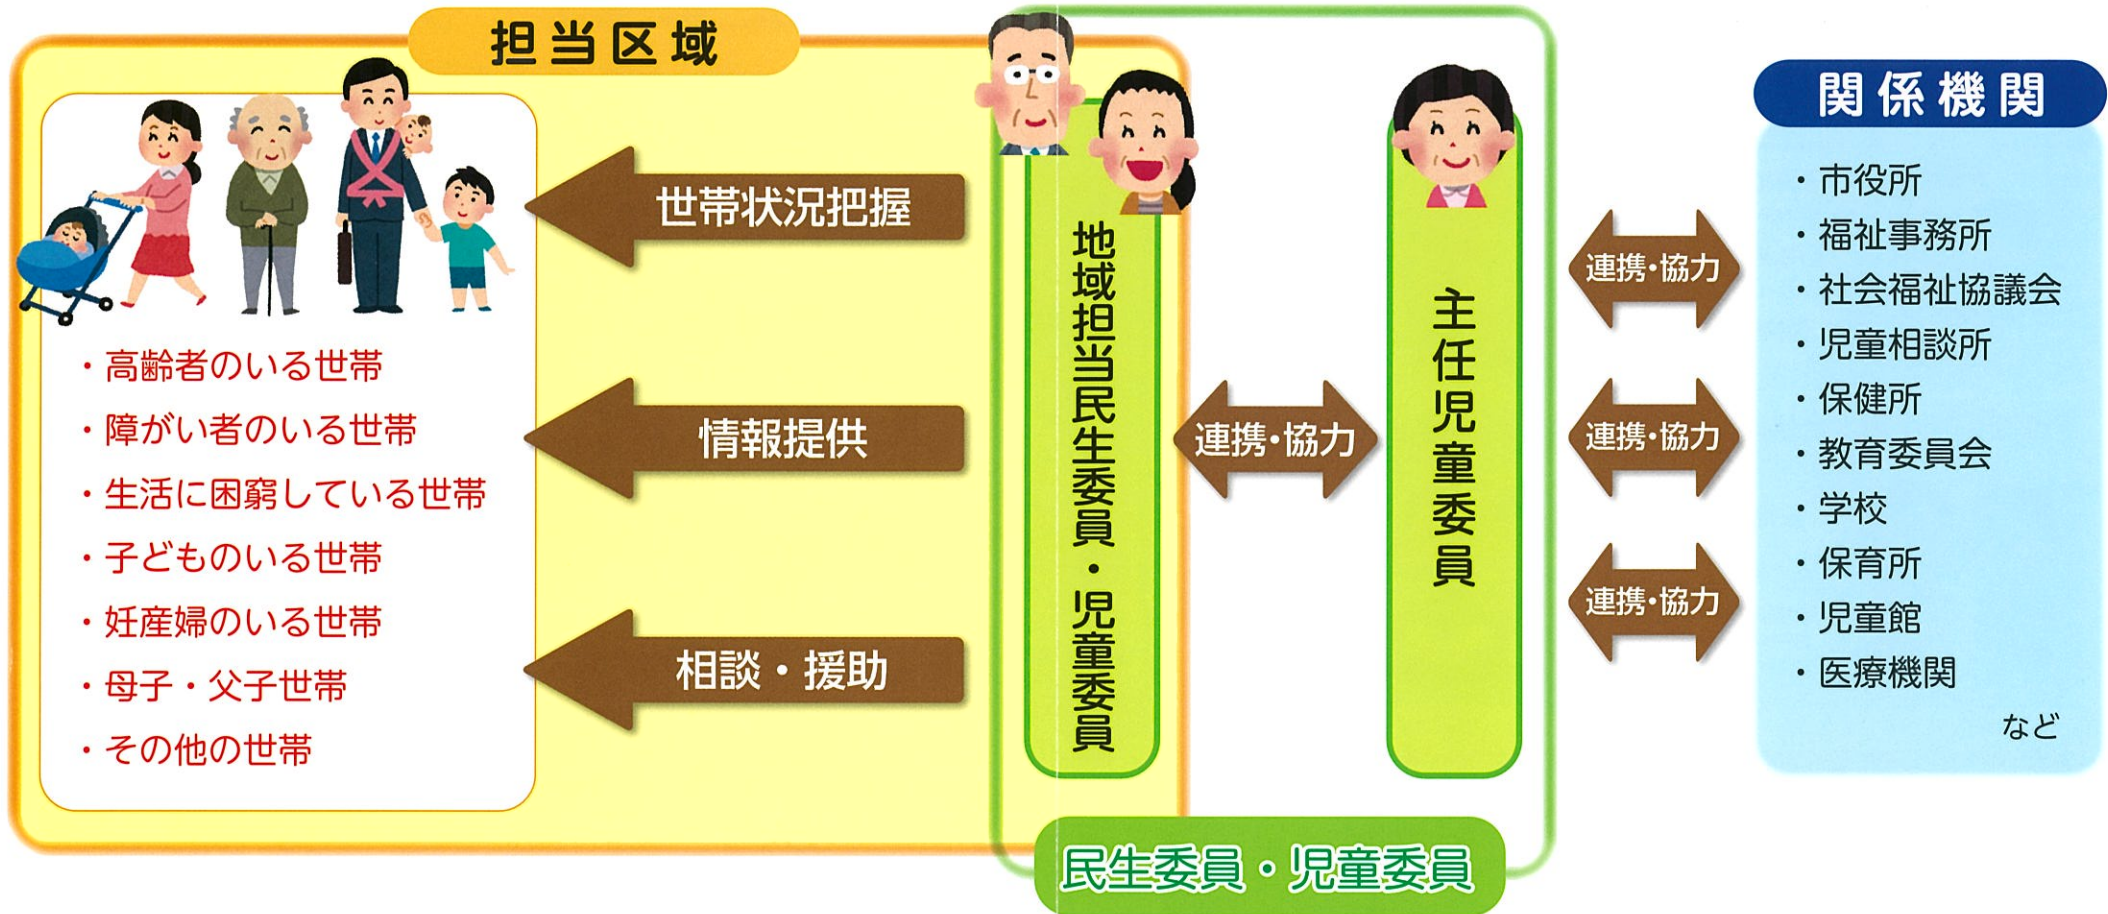 担当区域
・高齢者のいる世帯
・障がい者のいる世帯
・生活に困窮している世帯
・子どものいる世帯
・妊産婦のいる世帯
・母子・父子世帯
・その他の世帯
世帯状況把握
情報提供
相談・援助
地域担当民生委員・児童委員
連携・協力
主任児童委員
民生委員・児童委員
連携・協力
連携・協力
連携・協力
関係機関
・市役所
・福祉事務所
・社会福祉協議会
・児童相談所
・保健所
・教育委員会
・学校
・保育所
・児童館
・医療機関
など